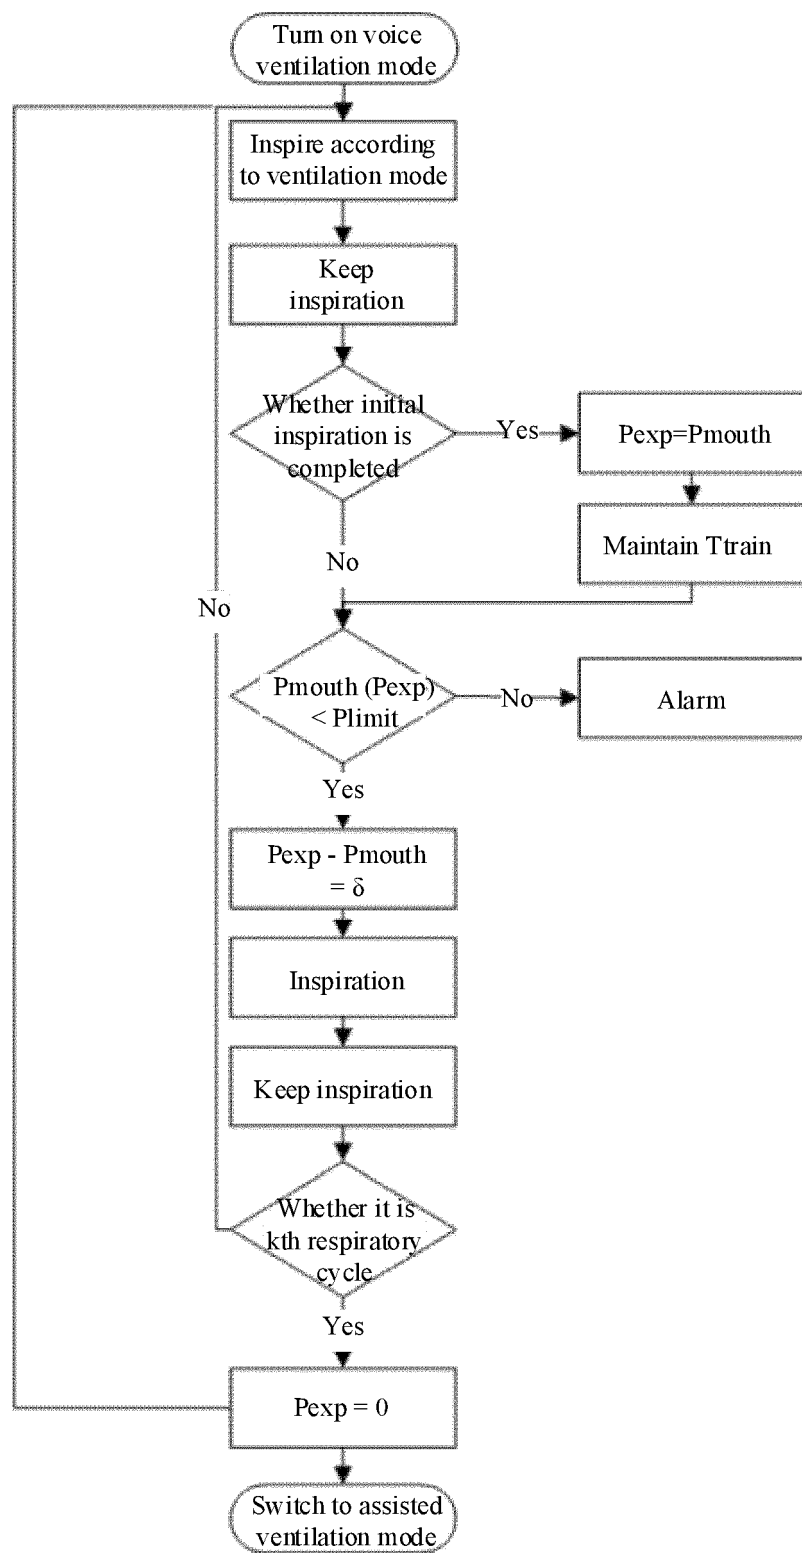 Turn on voice
ventilation mode
Inspire according
to ventilation mode
Keep
inspiration
Whether initial
inspiration is
completed
Yes
Pexp=Pmouth
Maintain Ttrain
No
No
Pmouth (Pexp)
< Plimit
No
Alarm
Yes
Pexp - Pmouth
= δ
Inspiration
Keep inspiration
Whether it is
kth respiratory
cycle
Yes
Pexp = 0
Switch to assisted
ventilation mode